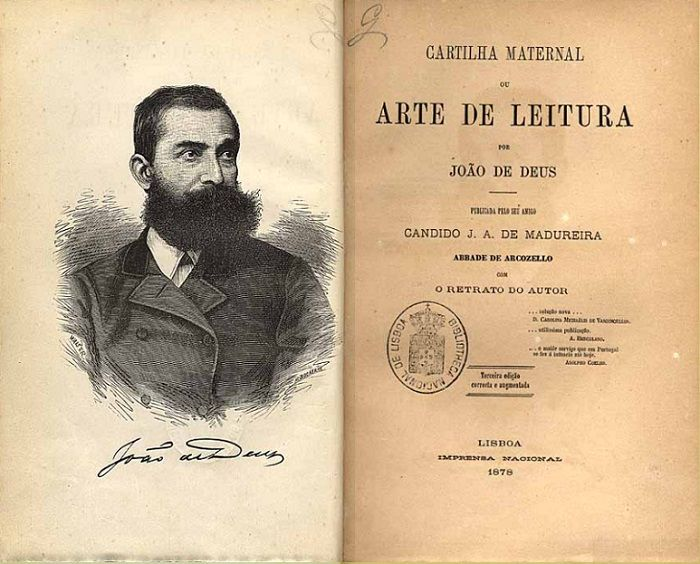 João de Deus
CARTILHA MATERNAL
OU
ARTE DE LEITURA
POR
JOÃO DE DEUS
PUBLICADA PELO SEU AMIGO
CANDIDO J. A. DE MADUREIRA
ABBADE DE ARCOZELLO
COM
O RETRATO DO AUTOR
... solução nova ...
D. CAROLINA MICHAËLIS DE VASCONCELLOS.
... utilissima publicação.
A. HERCULANO.
... o maior serviço que em Portugal
se fez á infancia até hoje.
ADOLPHO COELHO.
BIBLIOTHECA NACIONAL DE LISBOA
Terceira edição
correcta e augmentada
LISBOA
IMPRENSA NACIONAL
1878